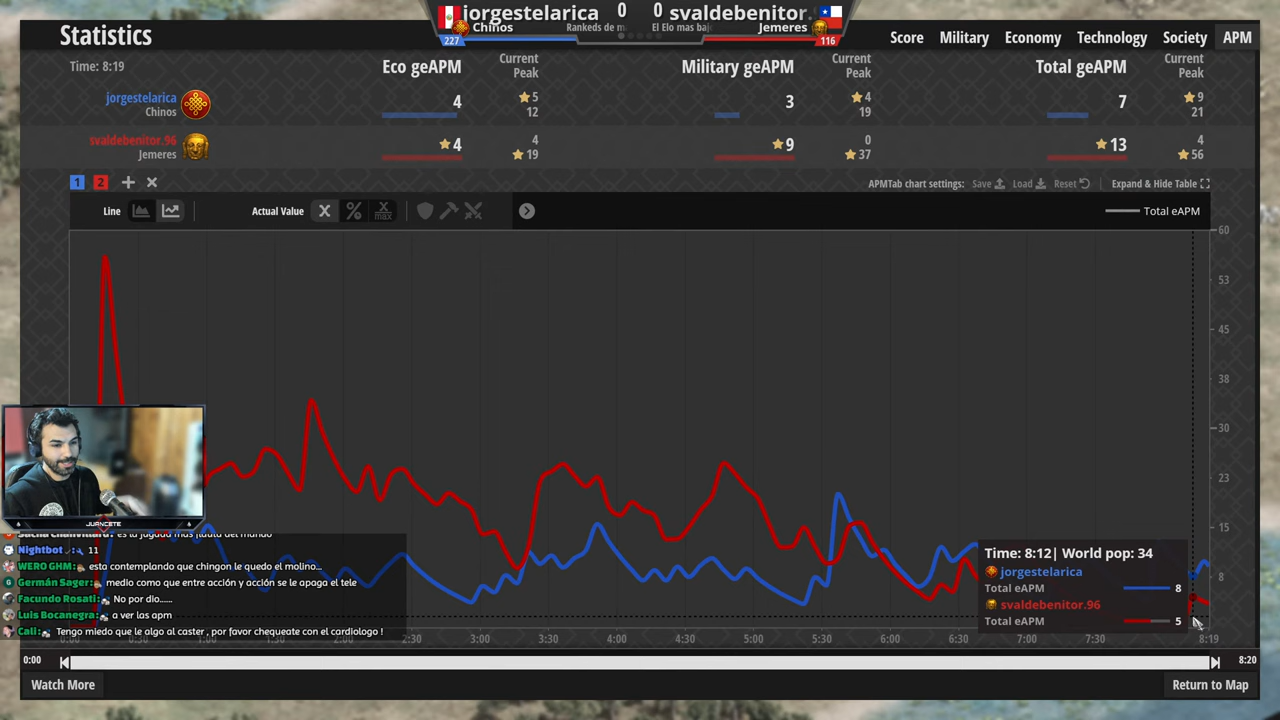 jorgestelarica 0 0 svaldebenitor.
Chinos Rankeds de m El Elo mas baj Jemeres
227 116
Statistics
Score Military Economy Technology Society APM
Time: 8:19 Eco geAPM Current Peak Military geAPM Current Peak Total geAPM Current Peak
jorgestelarica 4 5 3 4 7 9
Chinos 12 19 21
svaldebenitor.96 4 4 9 0 13 4
Jemeres 19 37 56
1 2 APMTab chart settings: Save Load Reset Expand & Hide Table
Line Actual Value X % X max Total eAPM
60
53
45
38
30
23
15
8
Time: 8:12| World pop: 34
jorgestelarica
Total eAPM 8
svaldebenitor.96
Total eAPM 5
JUANCETE
Nightbot 11
WERO GHM: esta contemplando que chingon le quedo el molino...
Germán Sager: medio como que entre acción y acción se le apaga el tele
Facundo Rosati: No por dio......
Luis Bocanegra: a ver las apm
Cali: Tengo miedo que le algo al caster , por favor chequeate con el cardiologo !
2:30 3:00 3:30 4:00 4:30 5:00 5:30 6:00 6:30 7:00 7:30 8:19
0:00 8:20
Watch More Return to Map